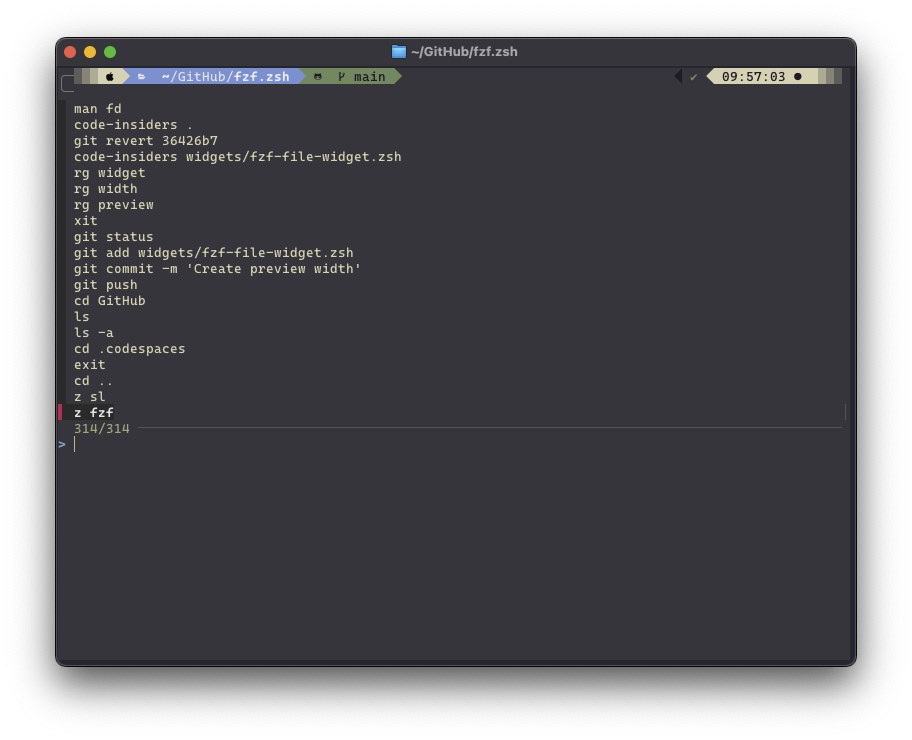 ~/GitHub/fzf.zsh
~/GitHub/fzf.zsh main ✔ 09:57:03
man fd
code-insiders .
git revert 36426b7
code-insiders widgets/fzf-file-widget.zsh
rg widget
rg width
rg preview
xit
git status
git add widgets/fzf-file-widget.zsh
git commit -m 'Create preview width'
git push
cd GitHub
ls
ls -a
cd .codespaces
exit
cd ..
z sl
z fzf
314/314
>